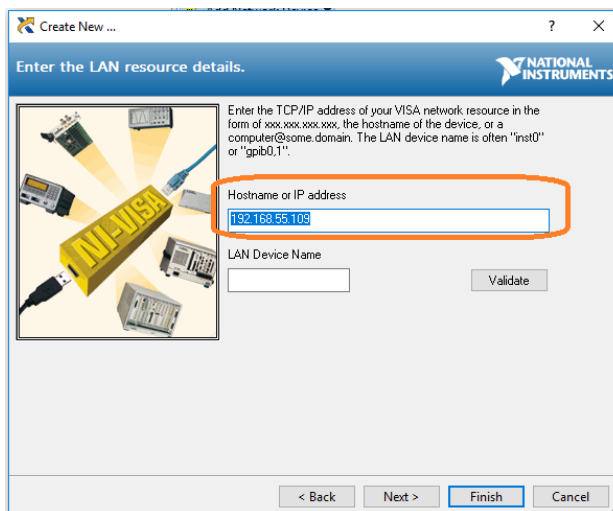 Create New ...
Enter the LAN resource details.
NATIONAL
INSTRUMENTS
Enter the TCP/IP address of your VISA network resource in the
form of xxx.xxx.xxx.xxx, the hostname of the device, or a
computer@some.domain. The LAN device name is often "inst0"
or "gpib0,1".
Hostname or IP address
192.168.55.109
LAN Device Name
Validate
NI-VISA
< Back
Next >
Finish
Cancel